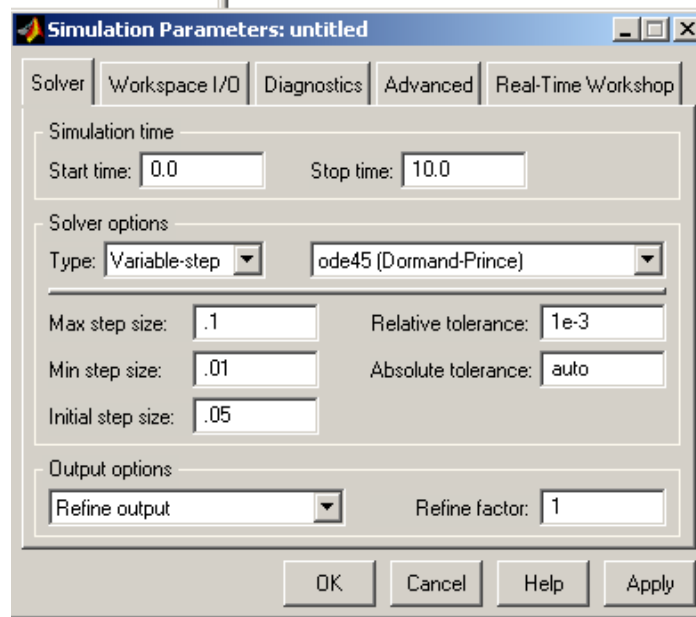 Simulation Parameters: untitled
Solver Workspace I/O Diagnostics Advanced Real-Time Workshop
Simulation time
Start time: 0.0 Stop time: 10.0
Solver options
Type: Variable-step ode45 (Dormand-Prince)
Max step size: .1 Relative tolerance: 1e-3
Min step size: .01 Absolute tolerance: auto
Initial step size: .05
Output options
Refine output Refine factor: 1
OK Cancel Help Apply